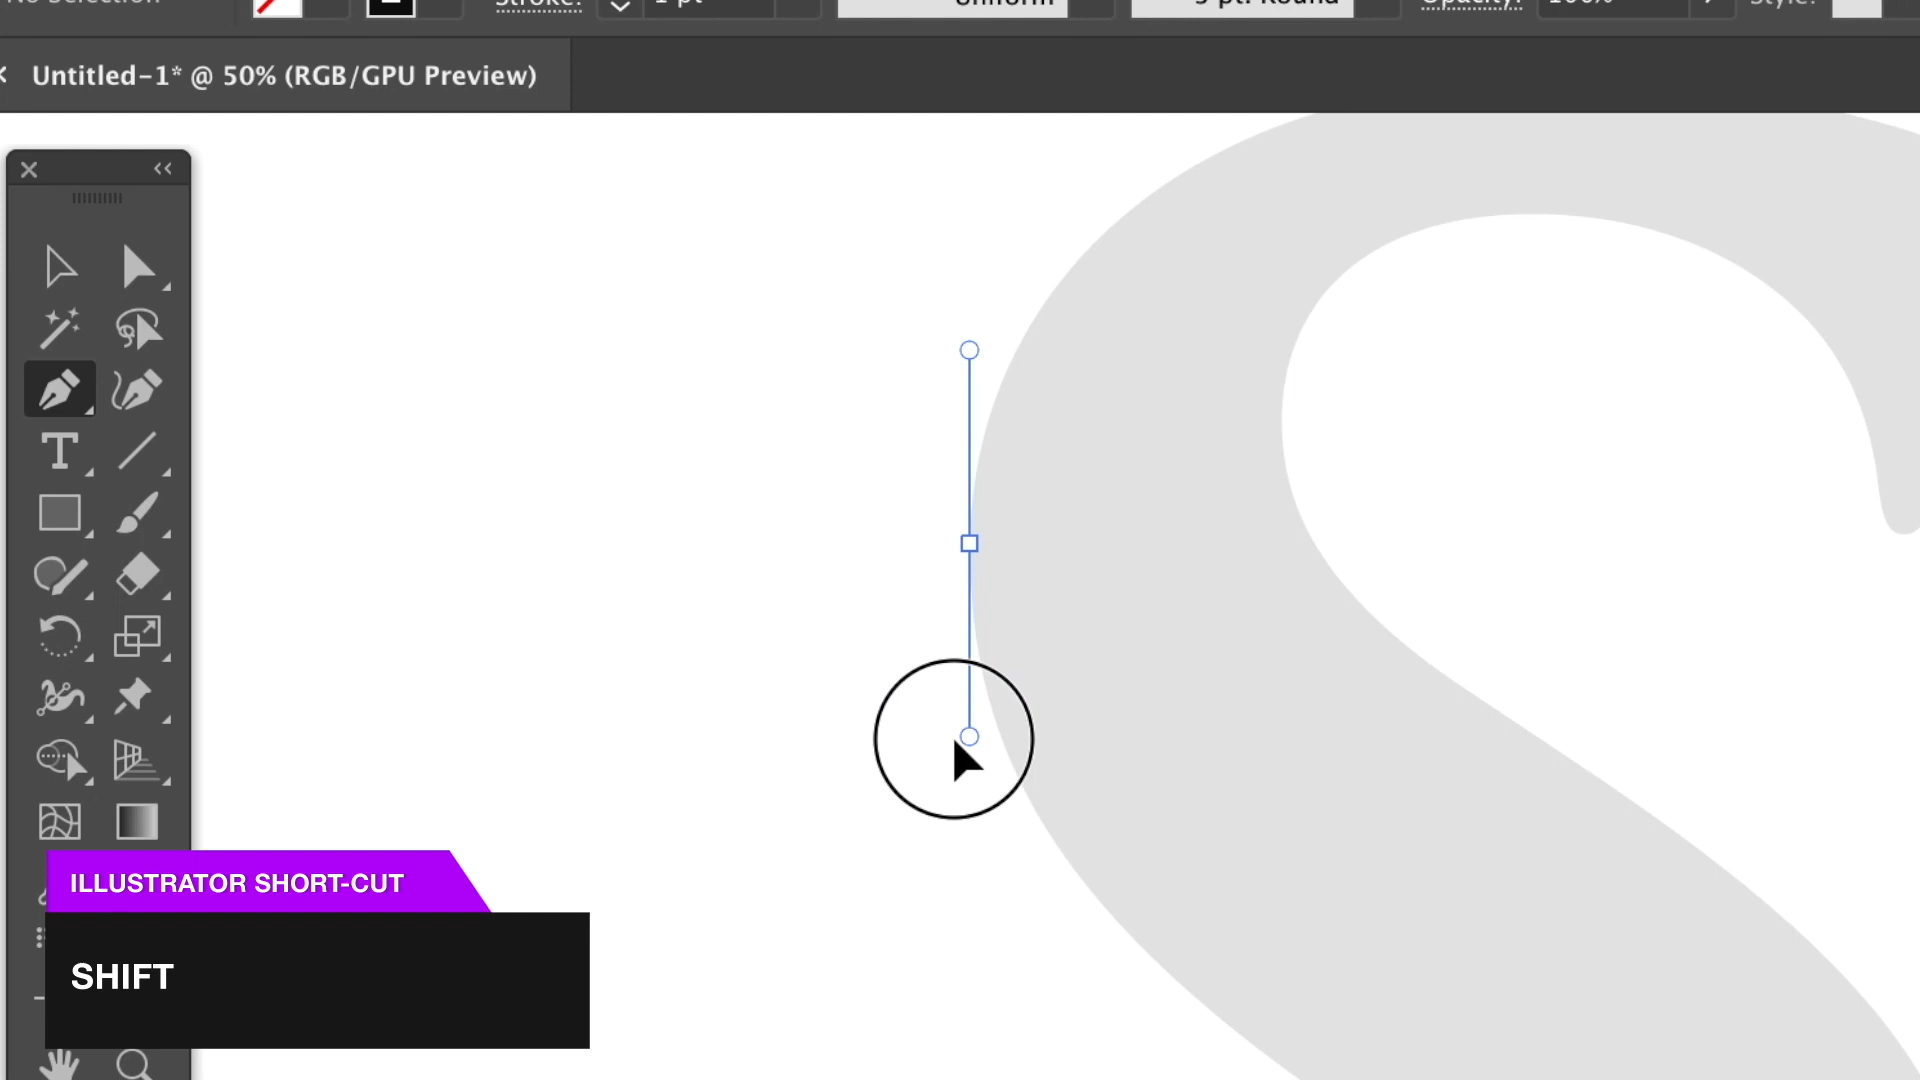 No Selection
Stroke:
1 pt
Uniform
5 pt. Round
Opacity:
100%
Style:
Untitled-1* @ 50% (RGB/GPU Preview)
ILLUSTRATOR SHORT-CUT
SHIFT